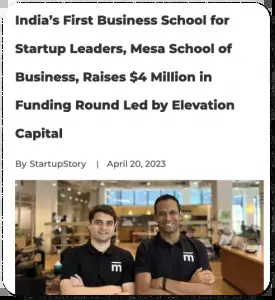 India's First Business School for
Startup Leaders, Mesa School of
Business, Raises $4 Million in
Funding Round Led by Elevation
Capital
By StartupStory | April 20, 2023